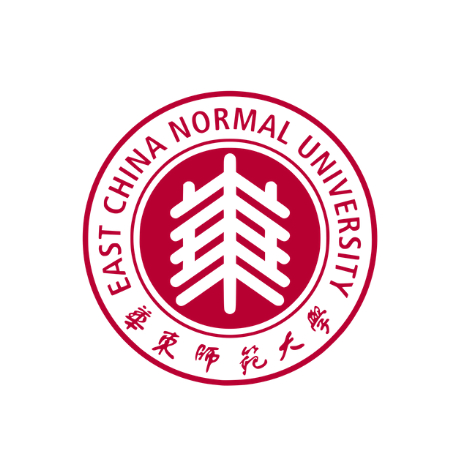 EAST CHINA NORMAL UNIVERSITY
華東師範大學